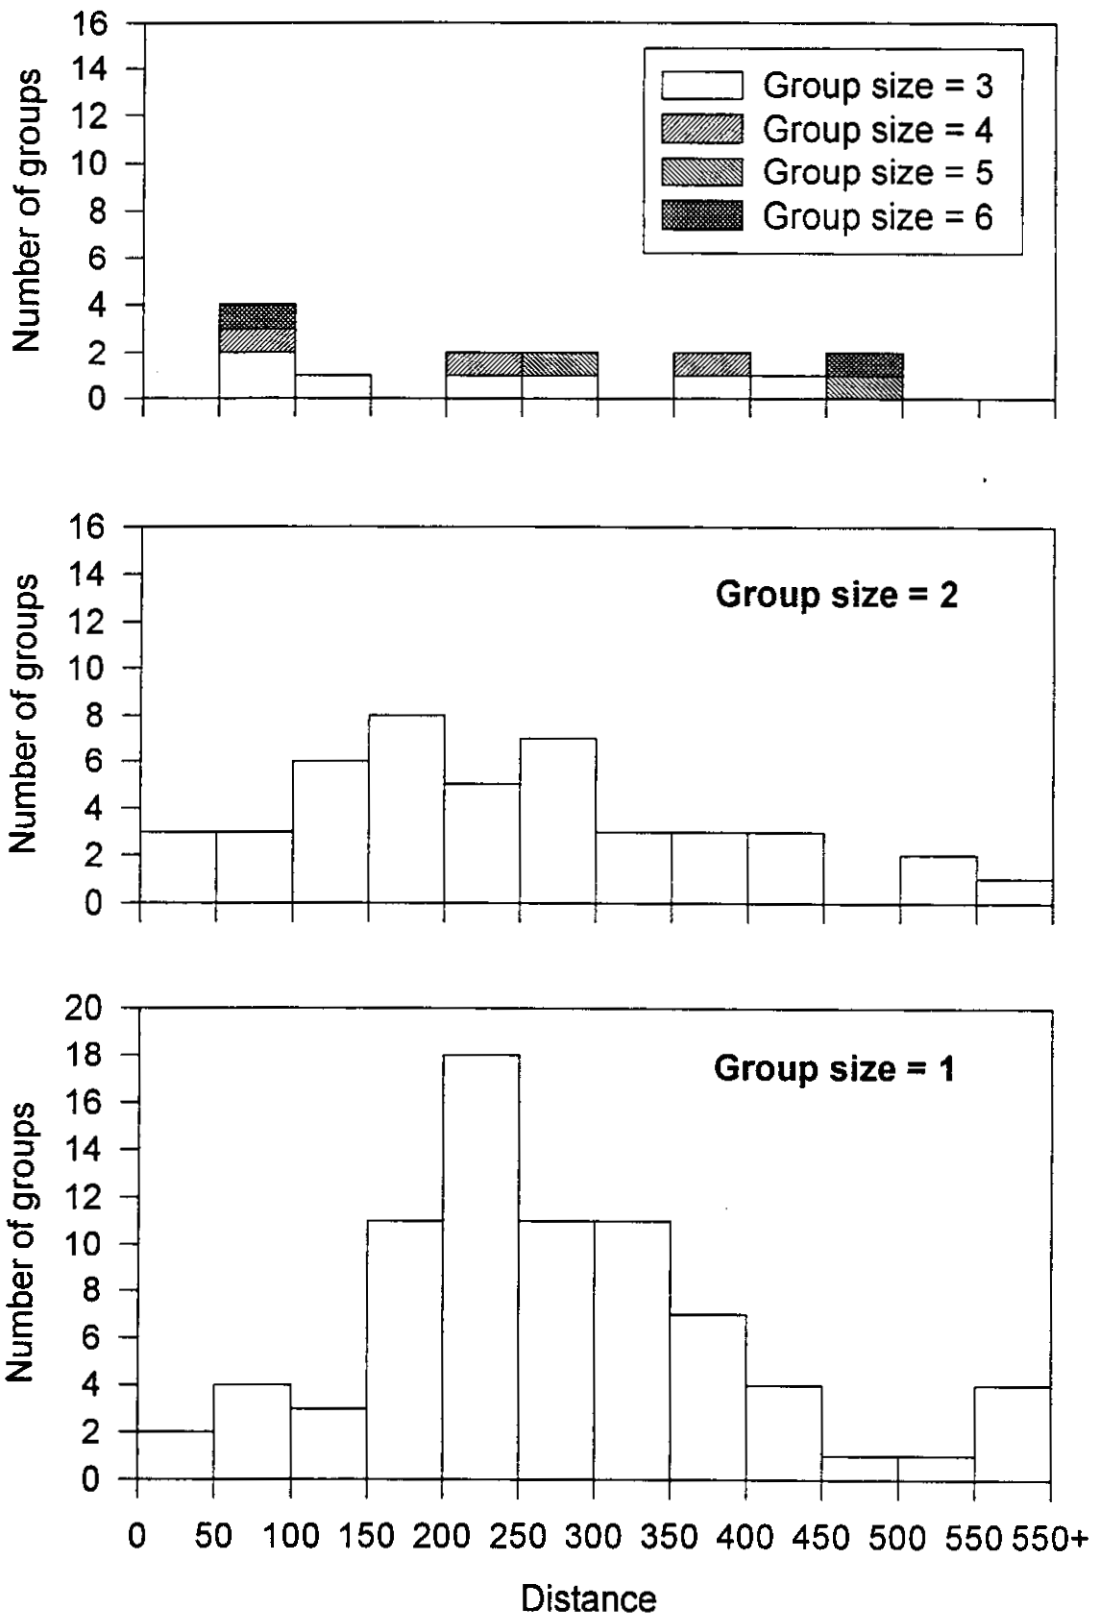 Number of groups
16
14
12
10
8
6
4
2
0
Group size = 3
Group size = 4
Group size = 5
Group size = 6
Number of groups
16
14
12
10
8
6
4
2
0
Group size = 2
Number of groups
20
18
16
14
12
10
8
6
4
2
0
Group size = 1
0 50 100 150 200 250 300 350 400 450 500 550 550+
Distance